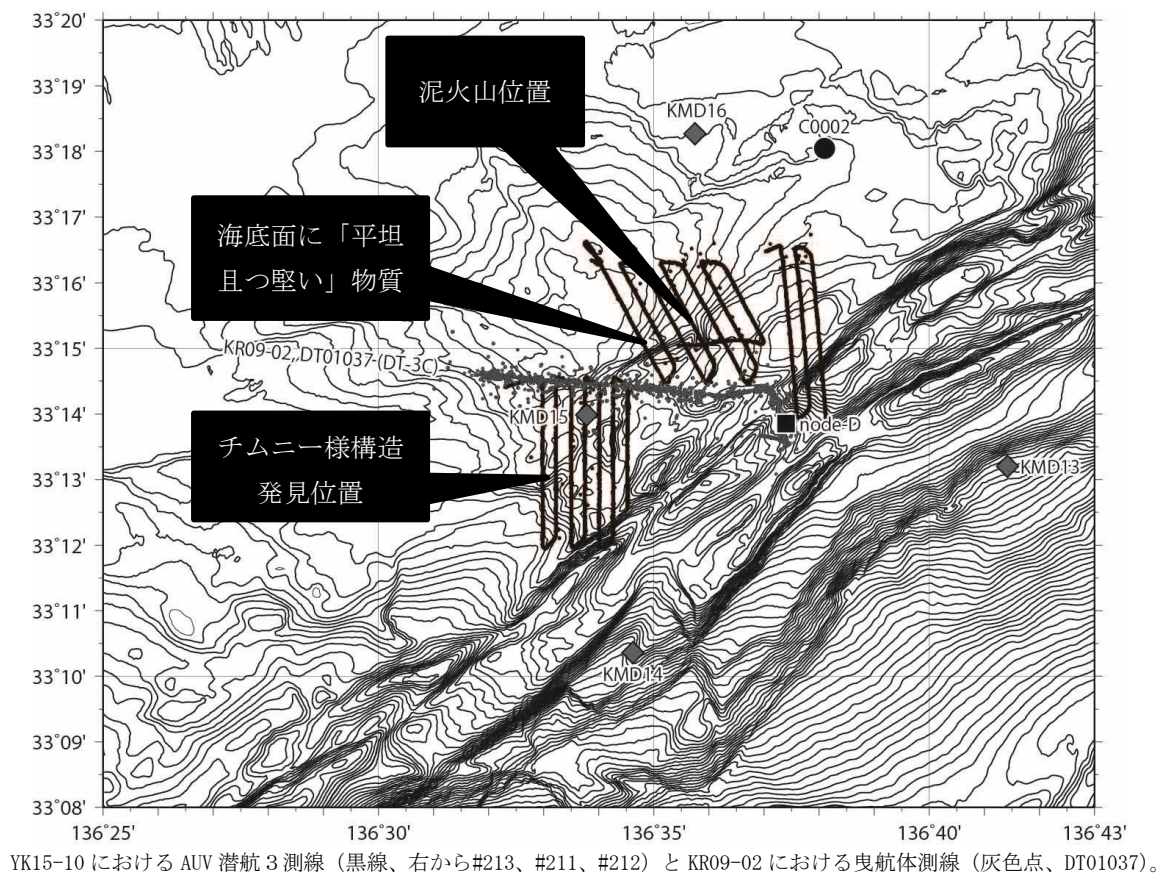 33˚20'
33˚19'
33˚18'
33˚17'
33˚16'
33˚15'
33˚14'
33˚13'
33˚12'
33˚11'
33˚10'
33˚09'
33˚08'
泥火山位置
KMD16
C0002
海底面に「平坦
且つ堅い」物質
KR09-02, DT01037 (DT-3C)
KMD15
node-D
チムニー様構造
発見位置
KMD13
KMD14
136˚25'
136˚30'
136˚35'
136˚40'
136˚43'
YK15-10 における AUV 潜航３測線（黒線、右から#213、#211、#212）と KR09-02 における曳航体測線（灰色点、DT01037）。